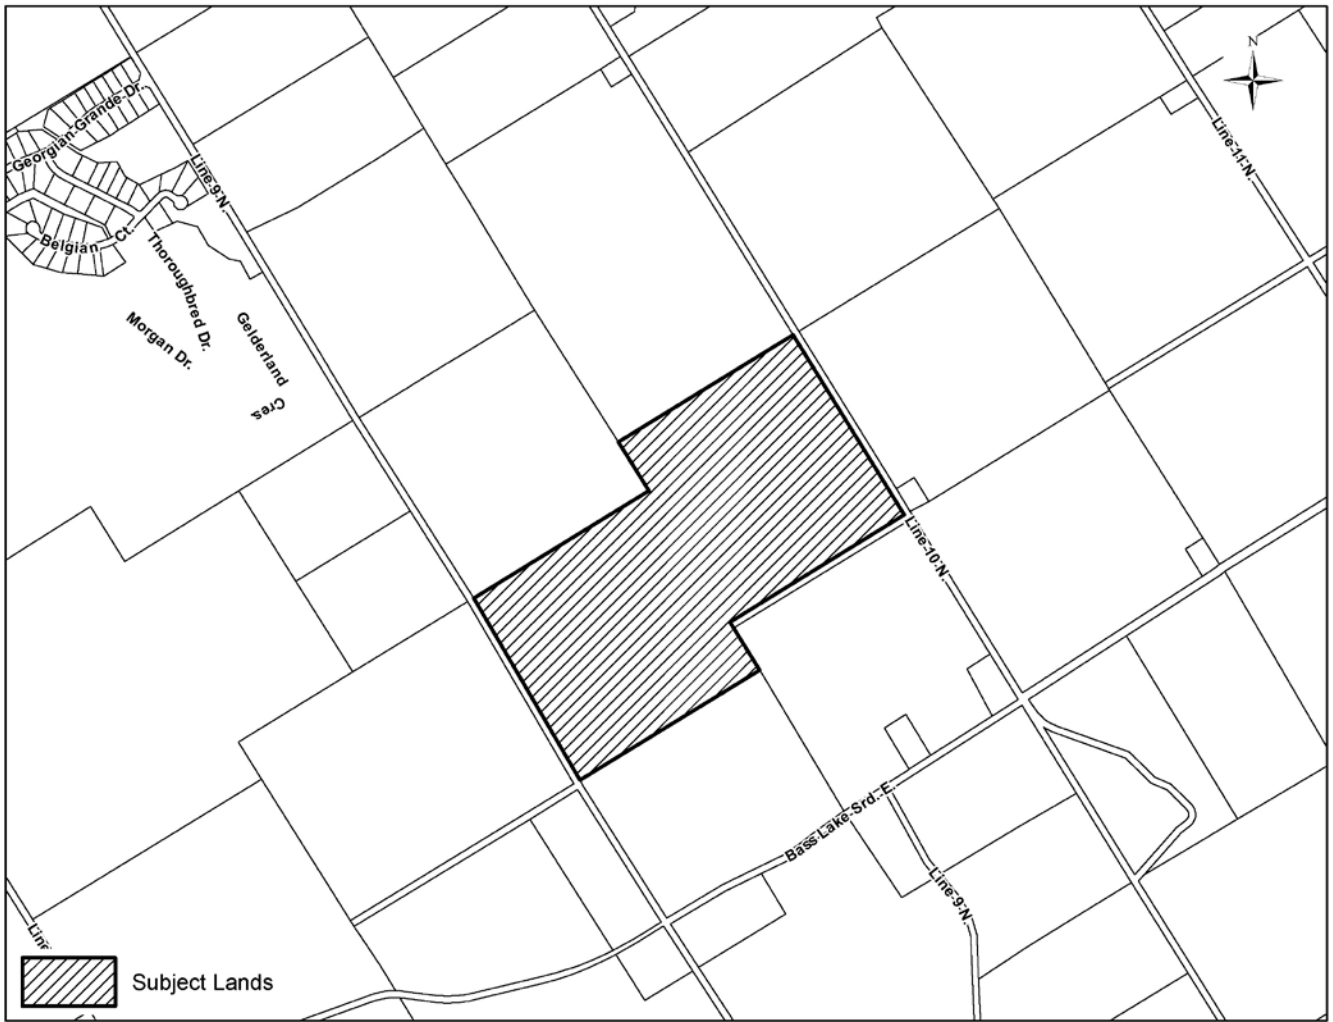 N
Georgian Grande Dr.
Line 9 N.
Line 11 N.
Belgian Ct.
Thoroughbred Dr.
Morgan Dr.
Gelderland Cres.
Line 10 N.
Bass Lake Srd. E.
Line 9 N.
Line
Subject Lands